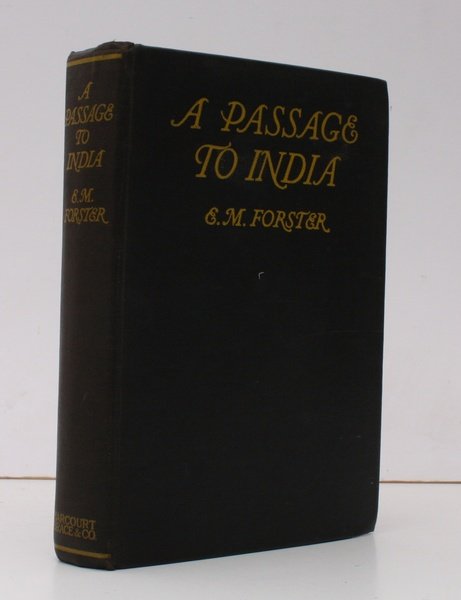 A
PASSAGE
TO
INDIA
E.M.
FORSTER
HARCOURT
BRACE & CO.
A PASSAGE
TO INDIA
E.M. FORSTER